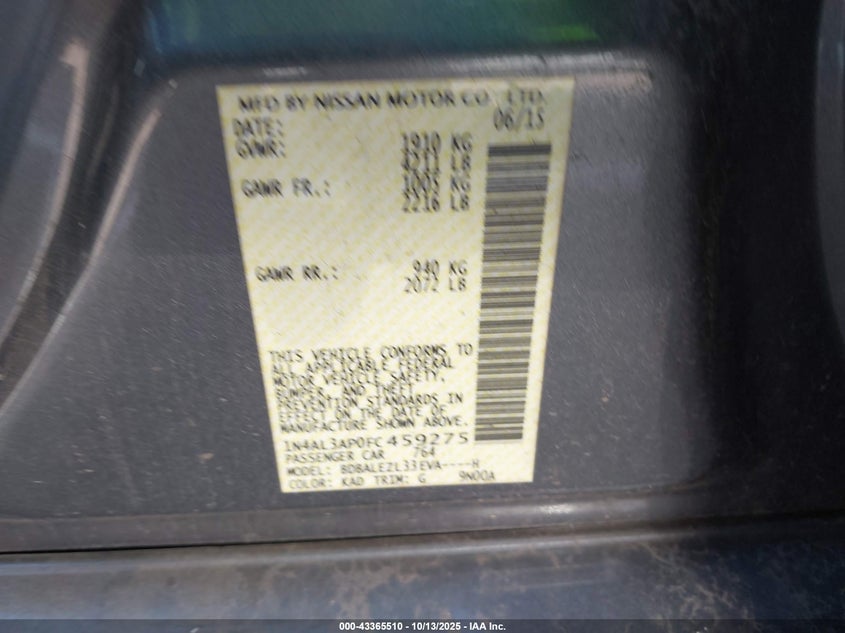 MFD BY NISSAN MOTOR CO., LTD.
DATE: 06/15
GVWR: 1910 KG
4211 LB
GAWR FR.: 1005 KG
2216 LB
GAWR RR.: 940 KG
2072 LB
THIS VEHICLE CONFORMS TO
ALL APPLICABLE FEDERAL
MOTOR VEHICLE SAFETY,
BUMPER, AND THEFT
PREVENTION STANDARDS IN
EFFECT ON THE DATE OF
MANUFACTURE SHOWN ABOVE.
1N4AL3AP0FC459275
PASSENGER CAR 764
MODEL: BDBALEZL33EVA----H
COLOR: KAD TRIM: G 9N00A
000-43365510 - 10/13/2025 - IAA Inc.